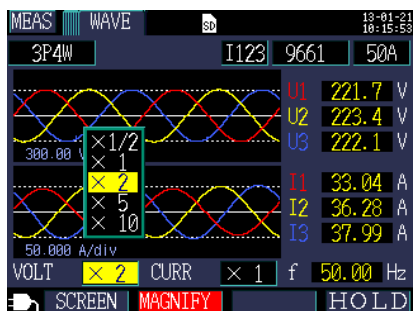 MEAS WAVE SD 13-01-21
10:15:53
3P4W I123 9661 50A
U1 221.7 V
U2 223.4 V
U3 222.1 V
300.00 V
×1/2
× 1
× 2
× 5
× 10
I1 33.04 A
I2 36.28 A
I3 37.99 A
50.000 A/div
VOLT × 2 CURR × 1 f 50.00 Hz
SCREEN MAGNIFY HOLD